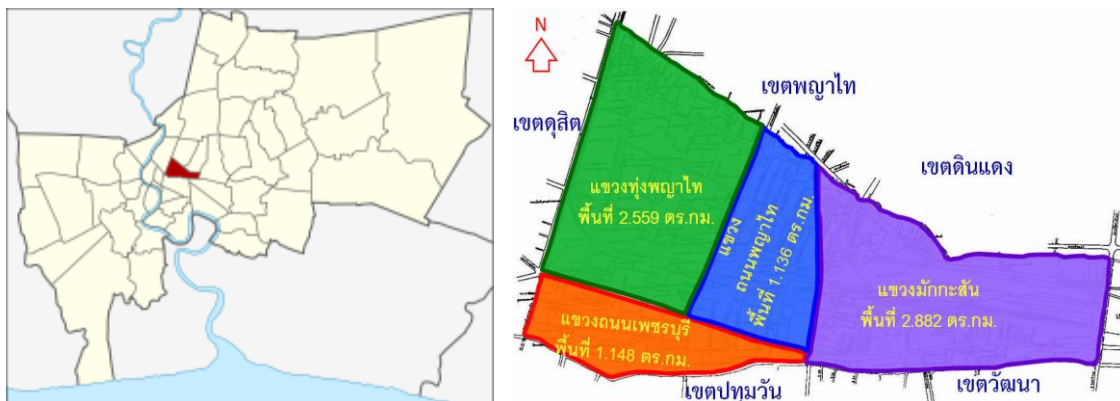 N
เขตพญาไท
เขตดุสิต
เขตดินแดง
แขวงทุ่งพญาไท
พื้นที่ 2.559 ตร.กม.
แขวง
ถนนพญาไท
พื้นที่ 1.136 ตร.กม
แขวงมักกะสัน
พื้นที่ 2.882 ตร.กม.
แขวงถนนเพชรบุรี
พื้นที่ 1.148 ตร.กม.
เขตปทุมวัน
เขตวัฒนา